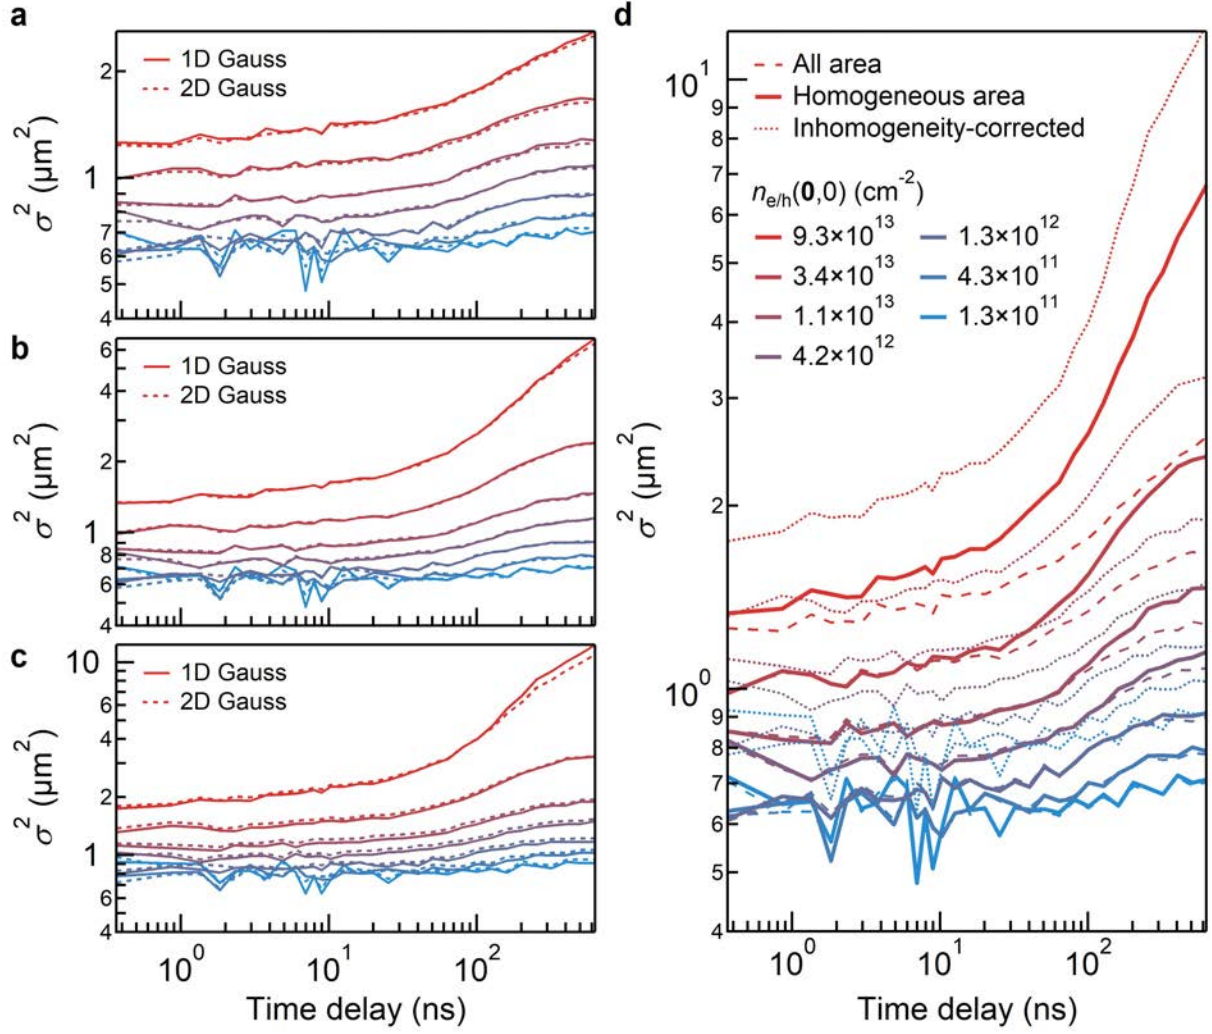 a
1D Gauss
2D Gauss
2
1
7
6
5
4
σ² (µm²)
b
1D Gauss
2D Gauss
6
4
2
1
8
6
4
σ² (µm²)
c
1D Gauss
2D Gauss
10
6
4
2
1
6
4
σ² (µm²)
10⁰
10¹
10²
Time delay (ns)
d
All area
Homogeneous area
Inhomogeneity-corrected
nₑ/ₕ(0,0) (cm⁻²)
9.3×10¹³
3.4×10¹³
1.1×10¹³
4.2×10¹²
1.3×10¹²
4.3×10¹¹
1.3×10¹¹
10¹
9
8
7
6
5
4
3
2
10⁰
9
8
7
6
5
4
σ² (µm²)
10⁰
10¹
10²
Time delay (ns)